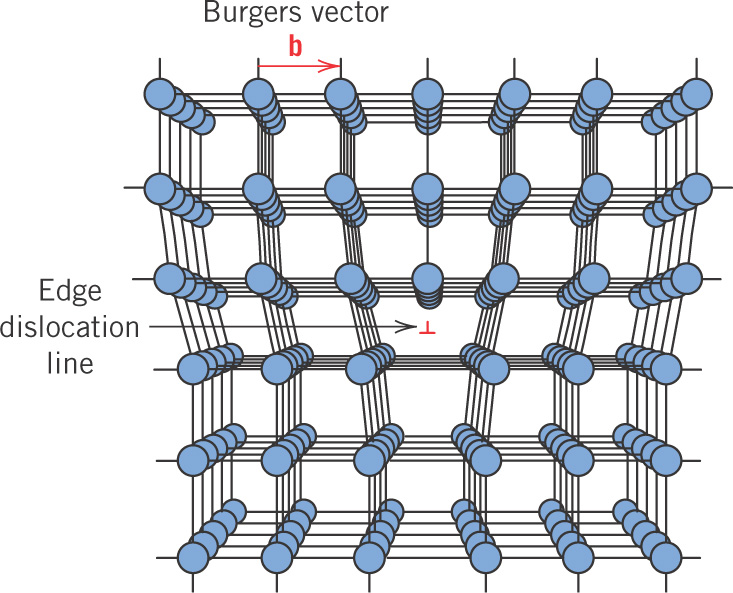 Burgers vector
b
Edge
dislocation
line
⊥